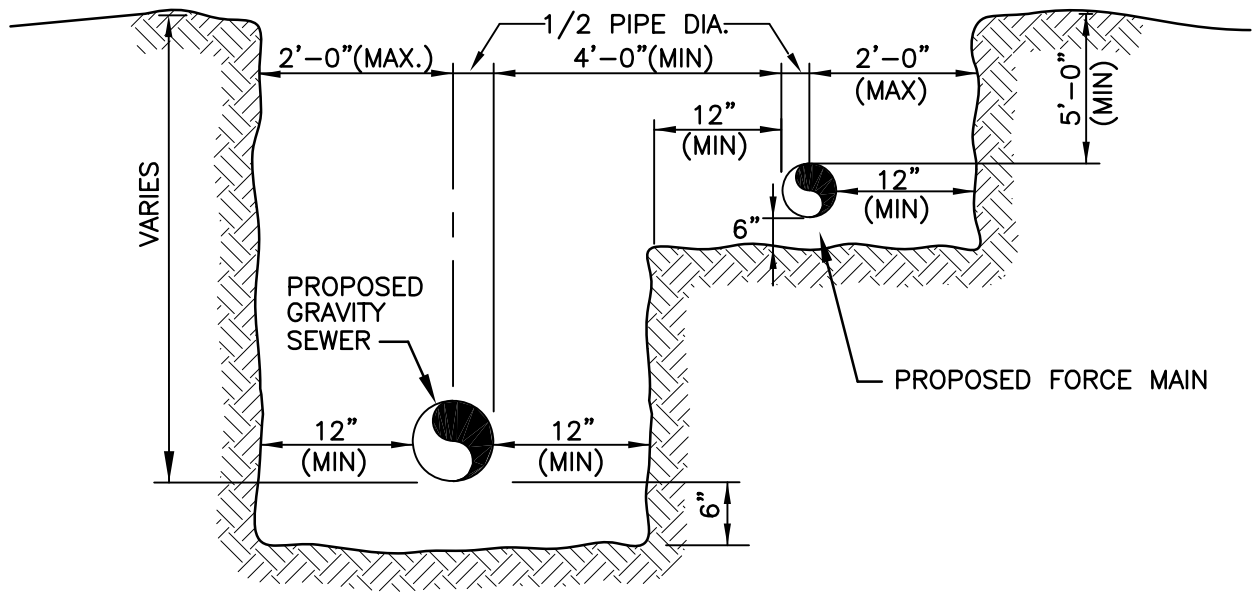 1/2 PIPE DIA.
2'-0"(MAX.)
4'-0"(MIN)
2'-0"
(MAX)
5'-0"
(MIN)
12"
(MIN)
12"
(MIN)
6"
VARIES
PROPOSED
GRAVITY
SEWER
PROPOSED FORCE MAIN
12"
(MIN)
12"
(MIN)
6"